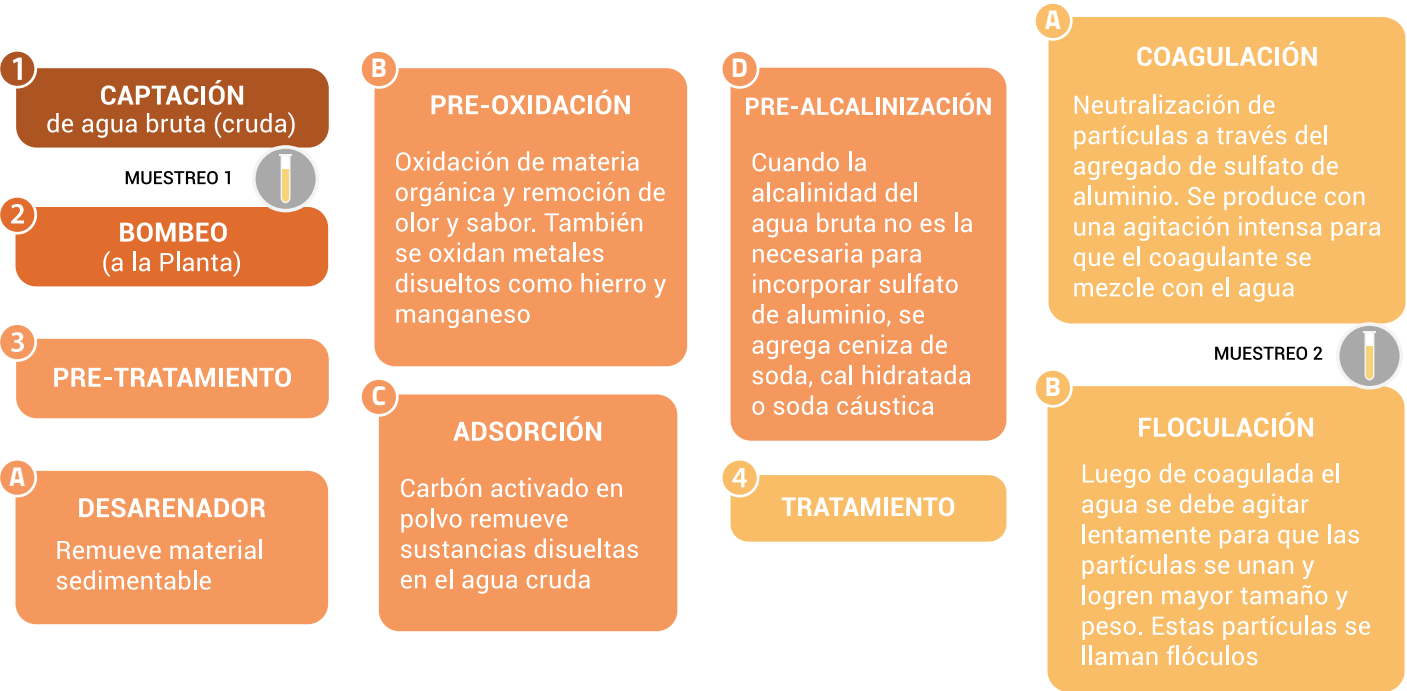 1
CAPTACIÓN
de agua bruta (cruda)
MUESTREO 1
2
BOMBEO
(a la Planta)
3
PRE-TRATAMIENTO
A
DESARENADOR
Remueve material
sedimentable
B
PRE-OXIDACIÓN
Oxidación de materia
orgánica y remoción de
olor y sabor. También
se oxidan metales
disueltos como hierro y
manganeso
C
ADSORCIÓN
Carbón activado en
polvo remueve
sustancias disueltas
en el agua cruda
D
PRE-ALCALINIZACIÓN
Cuando la
alcalinidad del
agua bruta no es la
necesaria para
incorporar sulfato
de aluminio, se
agrega ceniza de
soda, cal hidratada
o soda cáustica
4
TRATAMIENTO
A
COAGULACIÓN
Neutralización de
partículas a través del
agregado de sulfato de
aluminio. Se produce con
una agitación intensa para
que el coagulante se
mezcle con el agua
MUESTREO 2
B
FLOCULACIÓN
Luego de coagulada el
agua se debe agitar
lentamente para que las
partículas se unan y
logren mayor tamaño y
peso. Estas partículas se
llaman flóculos